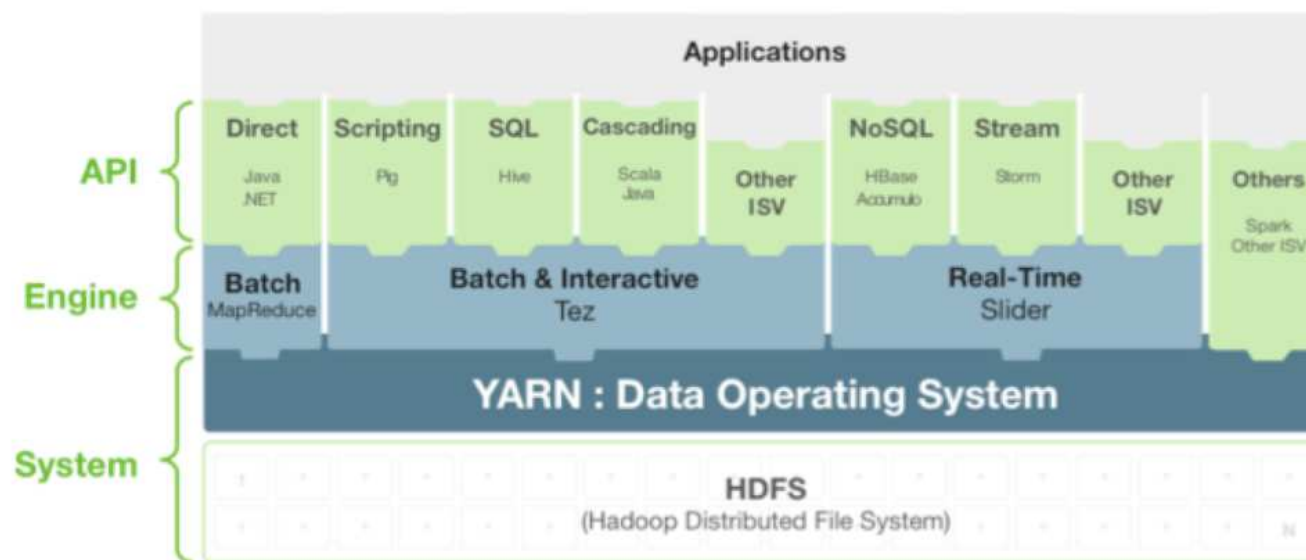 Applications
API
Direct
Java
.NET
Scripting
Pig
SQL
Hive
Cascading
Scala
Java
Other
ISV
NoSQL
HBase
Accumulo
Stream
Storm
Other
ISV
Others
Spark
Other ISV
Engine
Batch
MapReduce
Batch & Interactive
Tez
Real-Time
Slider
System
YARN : Data Operating System
1
HDFS
(Hadoop Distributed File System)
N